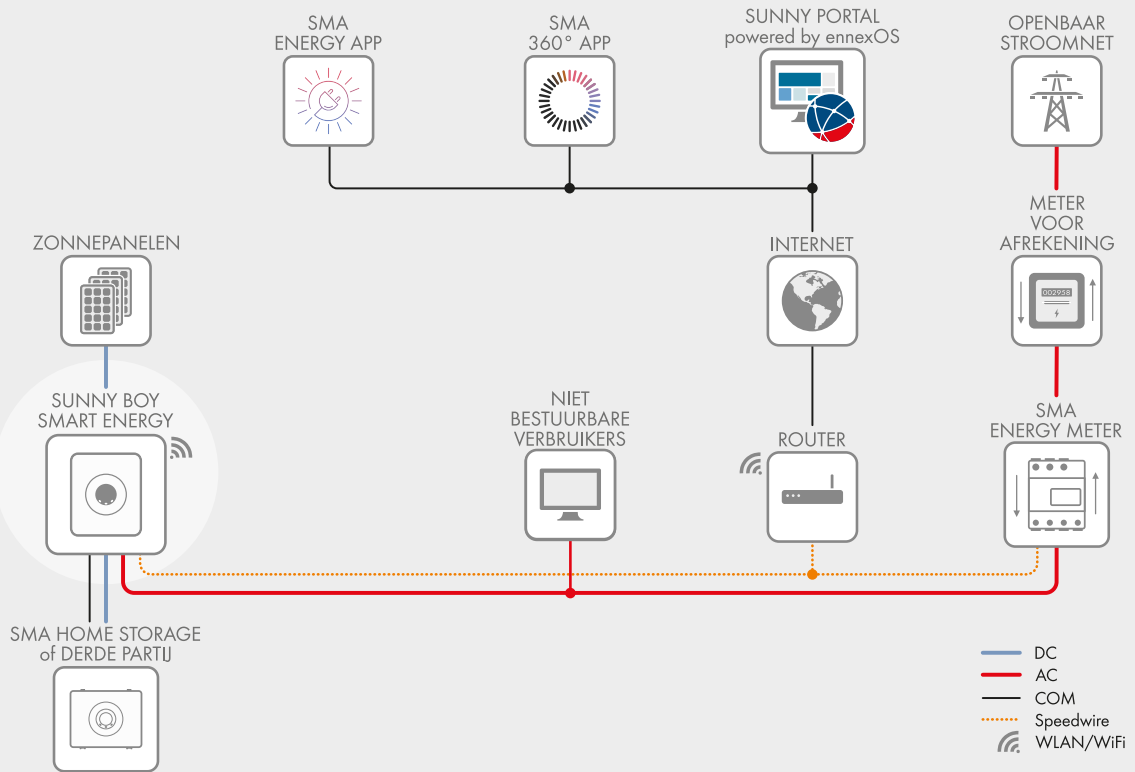 SMA
ENERGY APP
SMA
360° APP
SUNNY PORTAL
powered by ennexOS
OPENBAAR
STROOMNET
METER
VOOR
AFREKENING
002958
ZONNEPANELEN
INTERNET
SUNNY BOY
SMART ENERGY
NIET
BESTUURBARE
VERBRUIKERS
ROUTER
SMA
ENERGY METER
SMA HOME STORAGE
of DERDE PARTIJ
DC
AC
COM
Speedwire
WLAN/WiFi